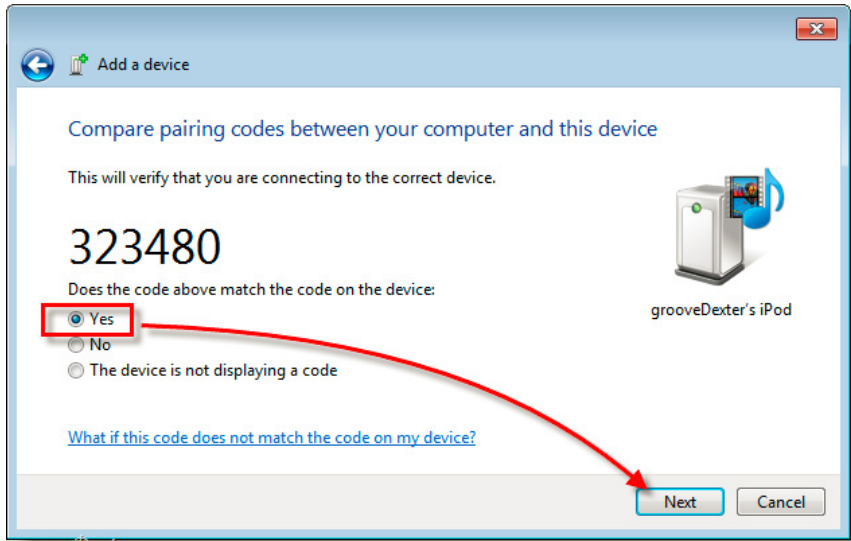 Add a device
Compare pairing codes between your computer and this device
This will verify that you are connecting to the correct device.
323480
Does the code above match the code on the device:
grooveDexter's iPod
Yes
No
The device is not displaying a code
What if this code does not match the code on my device?
Next
Cancel